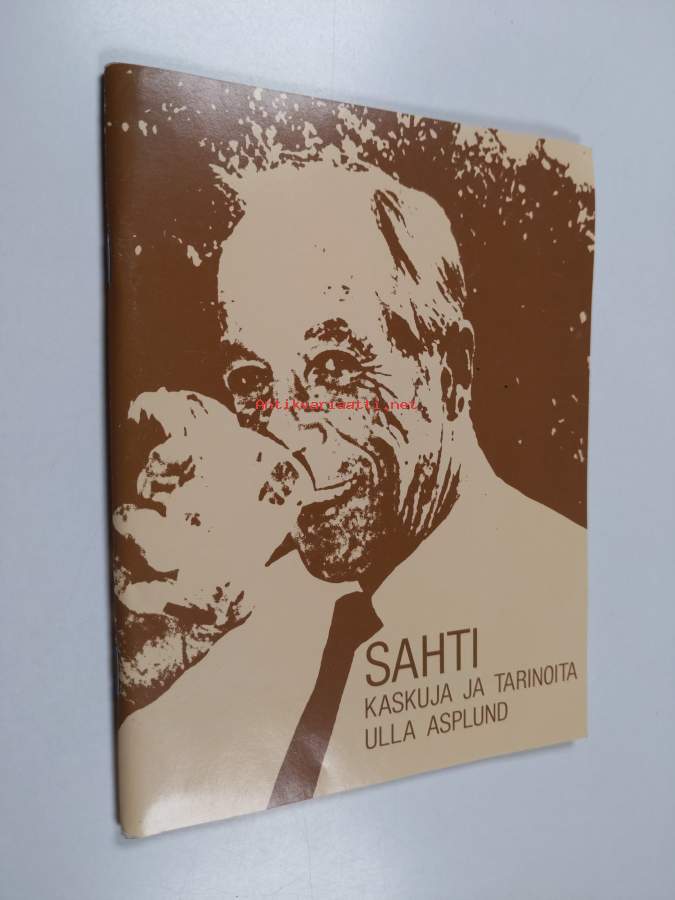 Antikvariaatti.net
SAHTI
KASKUJA JA TARINOITA
ULLA ASPLUND